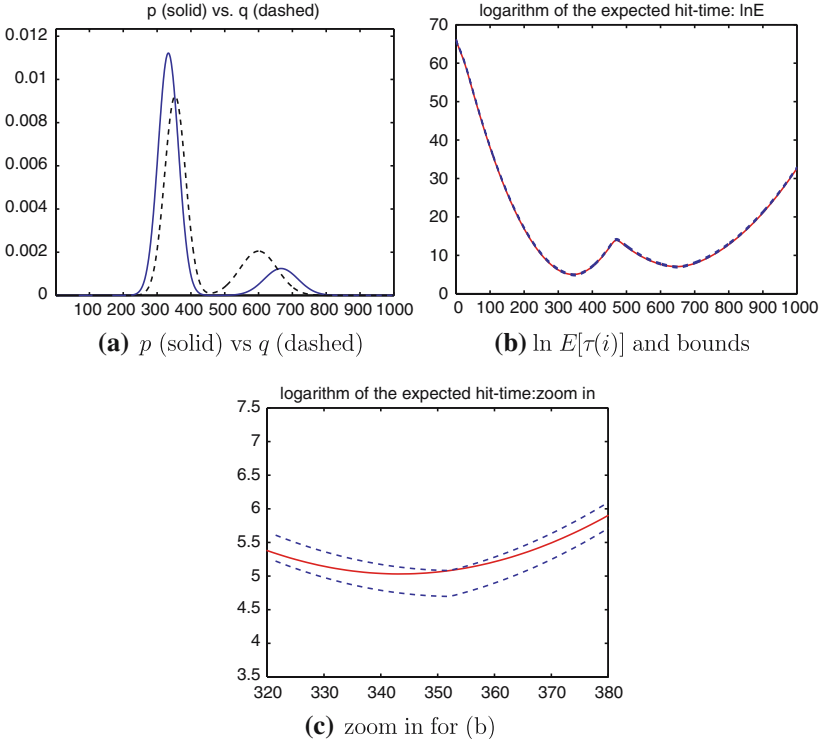 p (solid) vs. q (dashed)
0.012
0.01
0.008
0.006
0.004
0.002
0
100 200 300 400 500 600 700 800 900 1000
(a) p (solid) vs q (dashed)
logarithm of the expected hit-time: lnE
70
60
50
40
30
20
10
0
0 100 200 300 400 500 600 700 800 900 1000
(b) ln E[τ(i)] and bounds
logarithm of the expected hit-time:zoom in
7.5
7
6.5
6
5.5
5
4.5
4
3.5
320 330 340 350 360 370 380
(c) zoom in for (b)